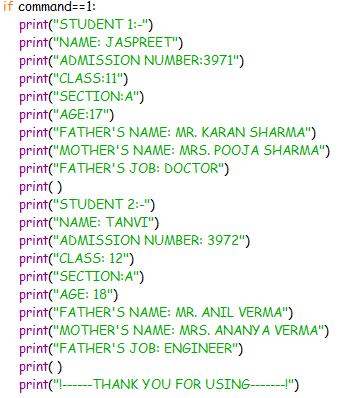 if command==1:
print("STUDENT 1:-")
print("NAME: JASPREET")
print("ADMISSION NUMBER:3971")
print("CLASS:11")
print("SECTION:A")
print("AGE:17")
print("FATHER'S NAME: MR. KARAN SHARMA")
print("MOTHER'S NAME: MRS. POOJA SHARMA")
print("FATHER'S JOB: DOCTOR")
print( )
print("STUDENT 2:-")
print("NAME: TANVI")
print("ADMISSION NUMBER: 3972")
print("CLASS: 12")
print("SECTION:A")
print("AGE: 18")
print("FATHER'S NAME: MR. ANIL VERMA")
print("MOTHER'S NAME: MRS. ANANYA VERMA")
print("FATHER'S JOB: ENGINEER")
print( )
print("!------THANK YOU FOR USING-------!")